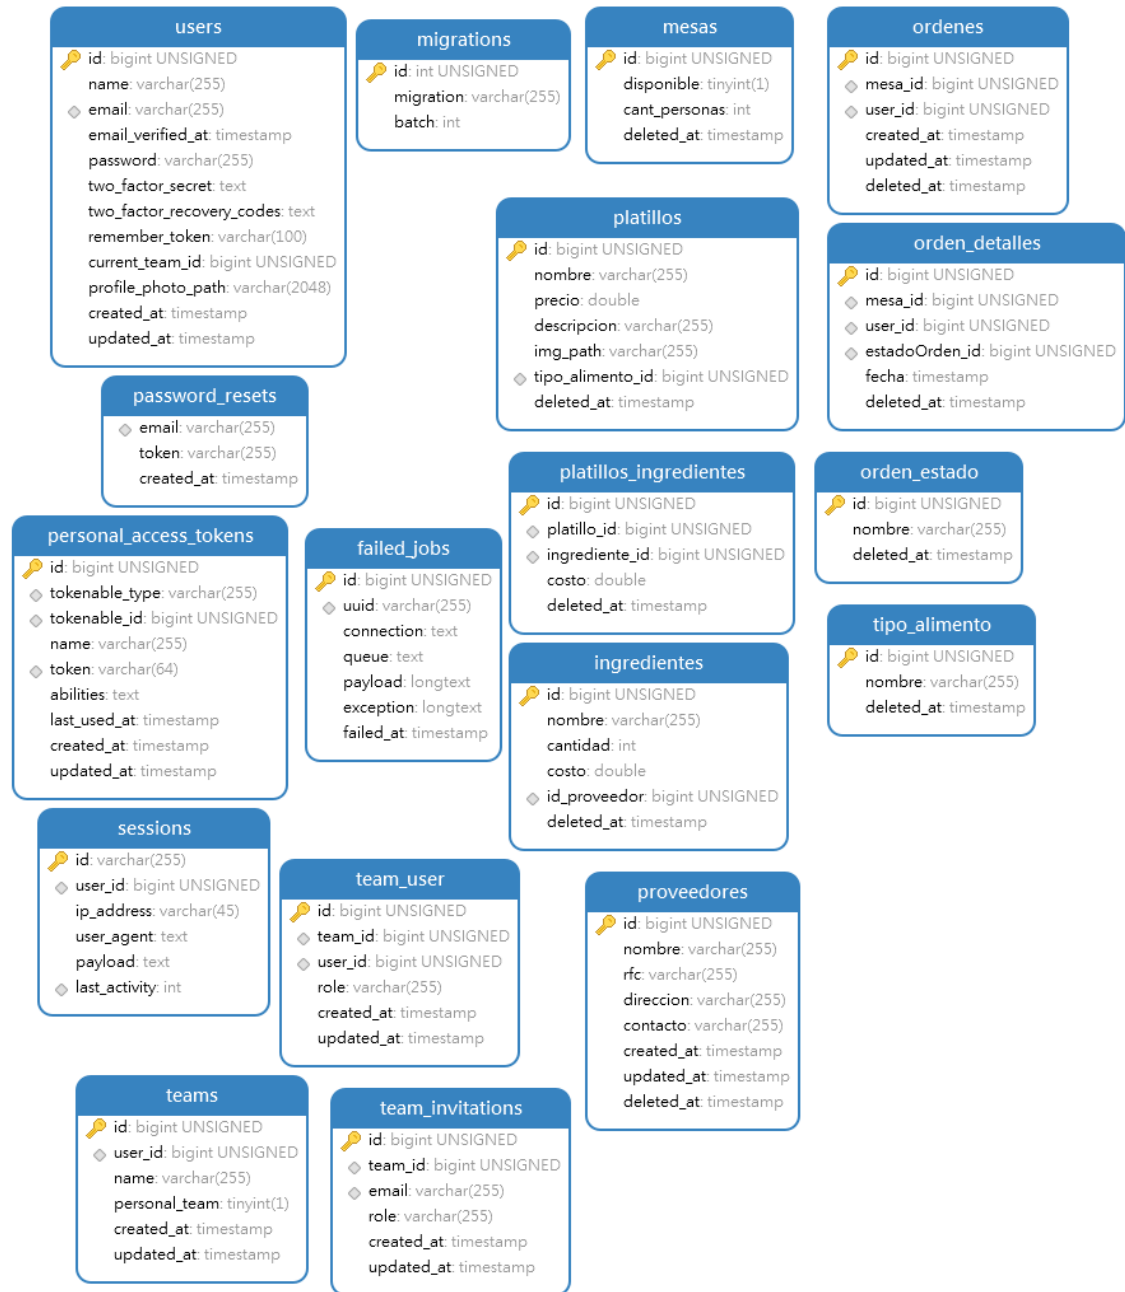 users
id: bigint UNSIGNED
name: varchar(255)
email: varchar(255)
email_verified_at: timestamp
password: varchar(255)
two_factor_secret: text
two_factor_recovery_codes: text
remember_token: varchar(100)
current_team_id: bigint UNSIGNED
profile_photo_path: varchar(2048)
created_at: timestamp
updated_at: timestamp
migrations
id: int UNSIGNED
migration: varchar(255)
batch: int
mesas
id: bigint UNSIGNED
disponible: tinyint(1)
cant_personas: int
deleted_at: timestamp
ordenes
id: bigint UNSIGNED
mesa_id: bigint UNSIGNED
user_id: bigint UNSIGNED
created_at: timestamp
updated_at: timestamp
deleted_at: timestamp
platillos
id: bigint UNSIGNED
nombre: varchar(255)
precio: double
descripcion: varchar(255)
img_path: varchar(255)
tipo_alimento_id: bigint UNSIGNED
deleted_at: timestamp
orden_detalles
id: bigint UNSIGNED
mesa_id: bigint UNSIGNED
user_id: bigint UNSIGNED
estadoOrden_id: bigint UNSIGNED
fecha: timestamp
deleted_at: timestamp
password_resets
email: varchar(255)
token: varchar(255)
created_at: timestamp
platillos_ingredientes
id: bigint UNSIGNED
platillo_id: bigint UNSIGNED
ingrediente_id: bigint UNSIGNED
costo: double
deleted_at: timestamp
orden_estado
id: bigint UNSIGNED
nombre: varchar(255)
deleted_at: timestamp
personal_access_tokens
id: bigint UNSIGNED
tokenable_type: varchar(255)
tokenable_id: bigint UNSIGNED
name: varchar(255)
token: varchar(64)
abilities: text
last_used_at: timestamp
created_at: timestamp
updated_at: timestamp
failed_jobs
id: bigint UNSIGNED
uuid: varchar(255)
connection: text
queue: text
payload: longtext
exception: longtext
failed_at: timestamp
tipo_alimento
id: bigint UNSIGNED
nombre: varchar(255)
deleted_at: timestamp
ingredientes
id: bigint UNSIGNED
nombre: varchar(255)
cantidad: int
costo: double
id_proveedor: bigint UNSIGNED
deleted_at: timestamp
sessions
id: varchar(255)
user_id: bigint UNSIGNED
ip_address: varchar(45)
user_agent: text
payload: text
last_activity: int
team_user
id: bigint UNSIGNED
team_id: bigint UNSIGNED
user_id: bigint UNSIGNED
role: varchar(255)
created_at: timestamp
updated_at: timestamp
proveedores
id: bigint UNSIGNED
nombre: varchar(255)
rfc: varchar(255)
direccion: varchar(255)
contacto: varchar(255)
created_at: timestamp
updated_at: timestamp
deleted_at: timestamp
teams
id: bigint UNSIGNED
user_id: bigint UNSIGNED
name: varchar(255)
personal_team: tinyint(1)
created_at: timestamp
updated_at: timestamp
team_invitations
id: bigint UNSIGNED
team_id: bigint UNSIGNED
email: varchar(255)
role: varchar(255)
created_at: timestamp
updated_at: timestamp